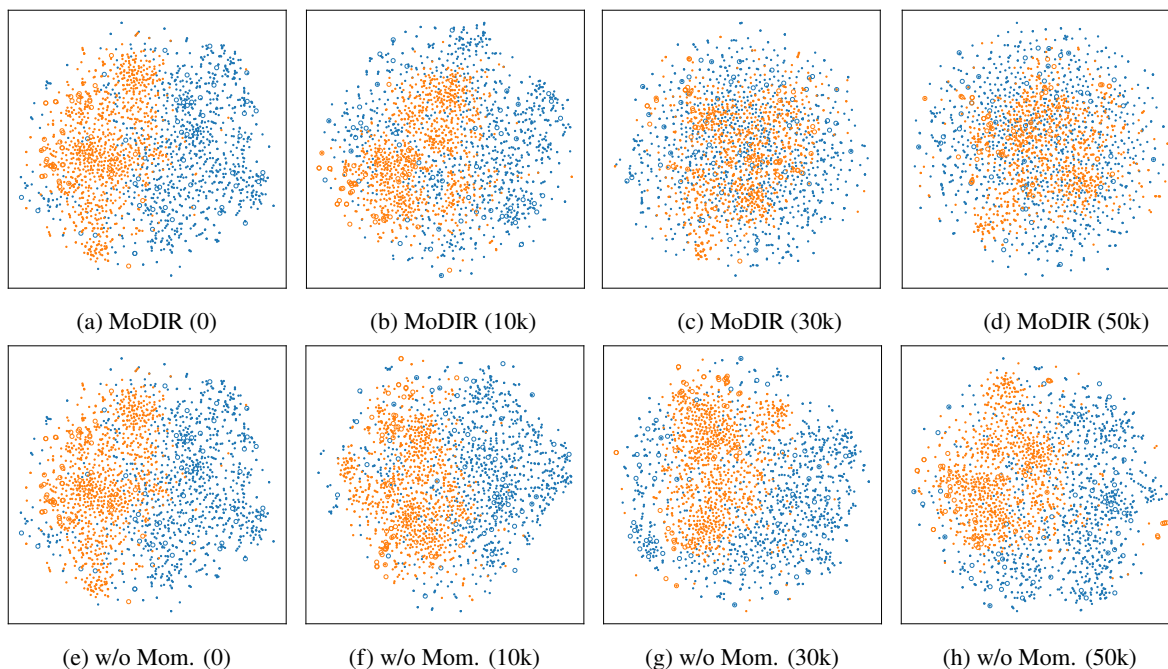 (a) MoDIR (0)
(b) MoDIR (10k)
(c) MoDIR (30k)
(d) MoDIR (50k)
(e) w/o Mom. (0)
(f) w/o Mom. (10k)
(g) w/o Mom. (30k)
(h) w/o Mom. (50k)